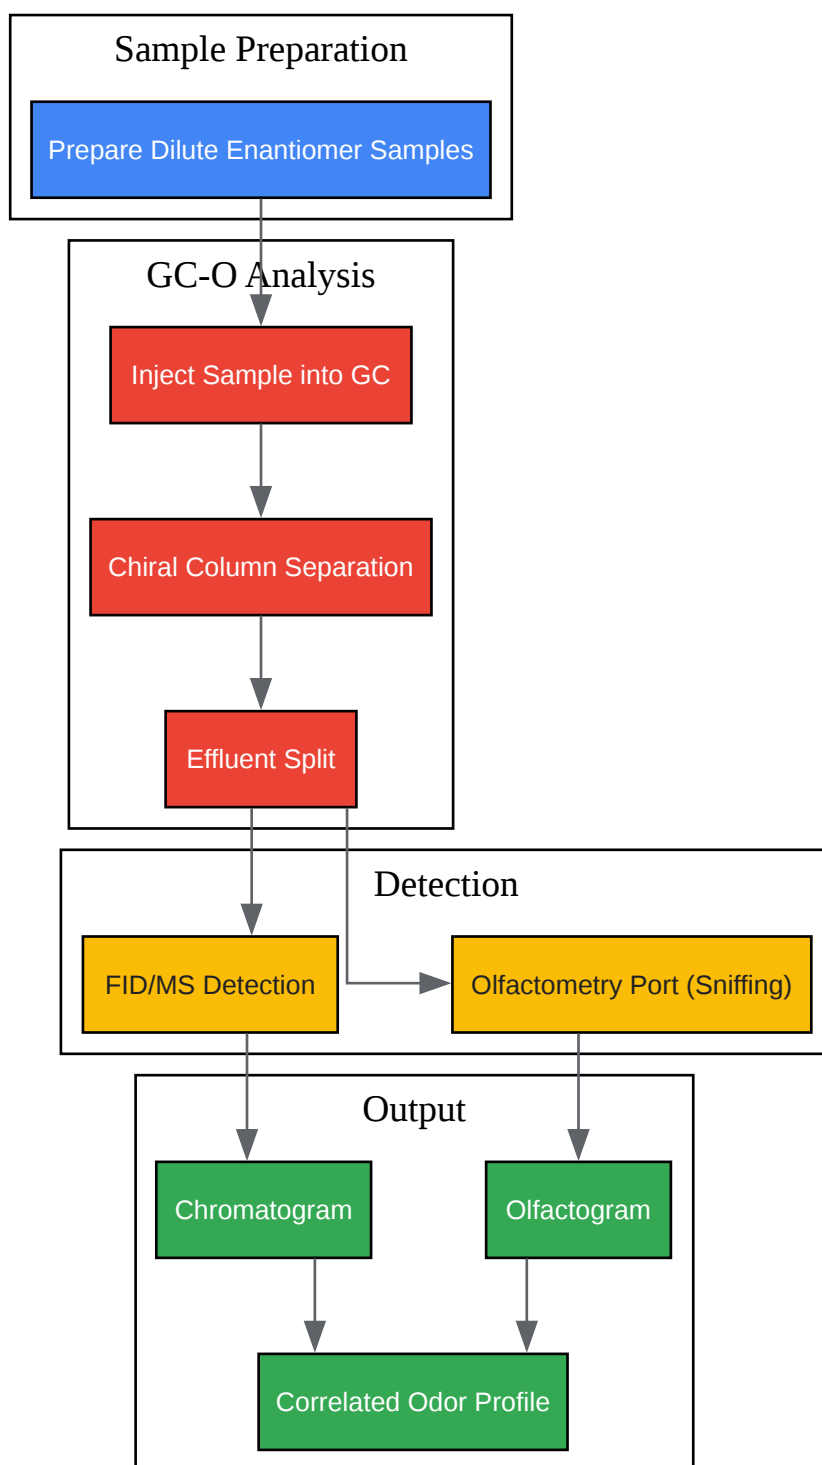 Sample Preparation
Prepare Dilute Enantiomer Samples
GC-O Analysis
Inject Sample into GC
Chiral Column Separation
Effluent Split
Detection
FID/MS Detection
Olfactometry Port (Sniffing)
Output
Chromatogram
Olfactogram
Correlated Odor Profile